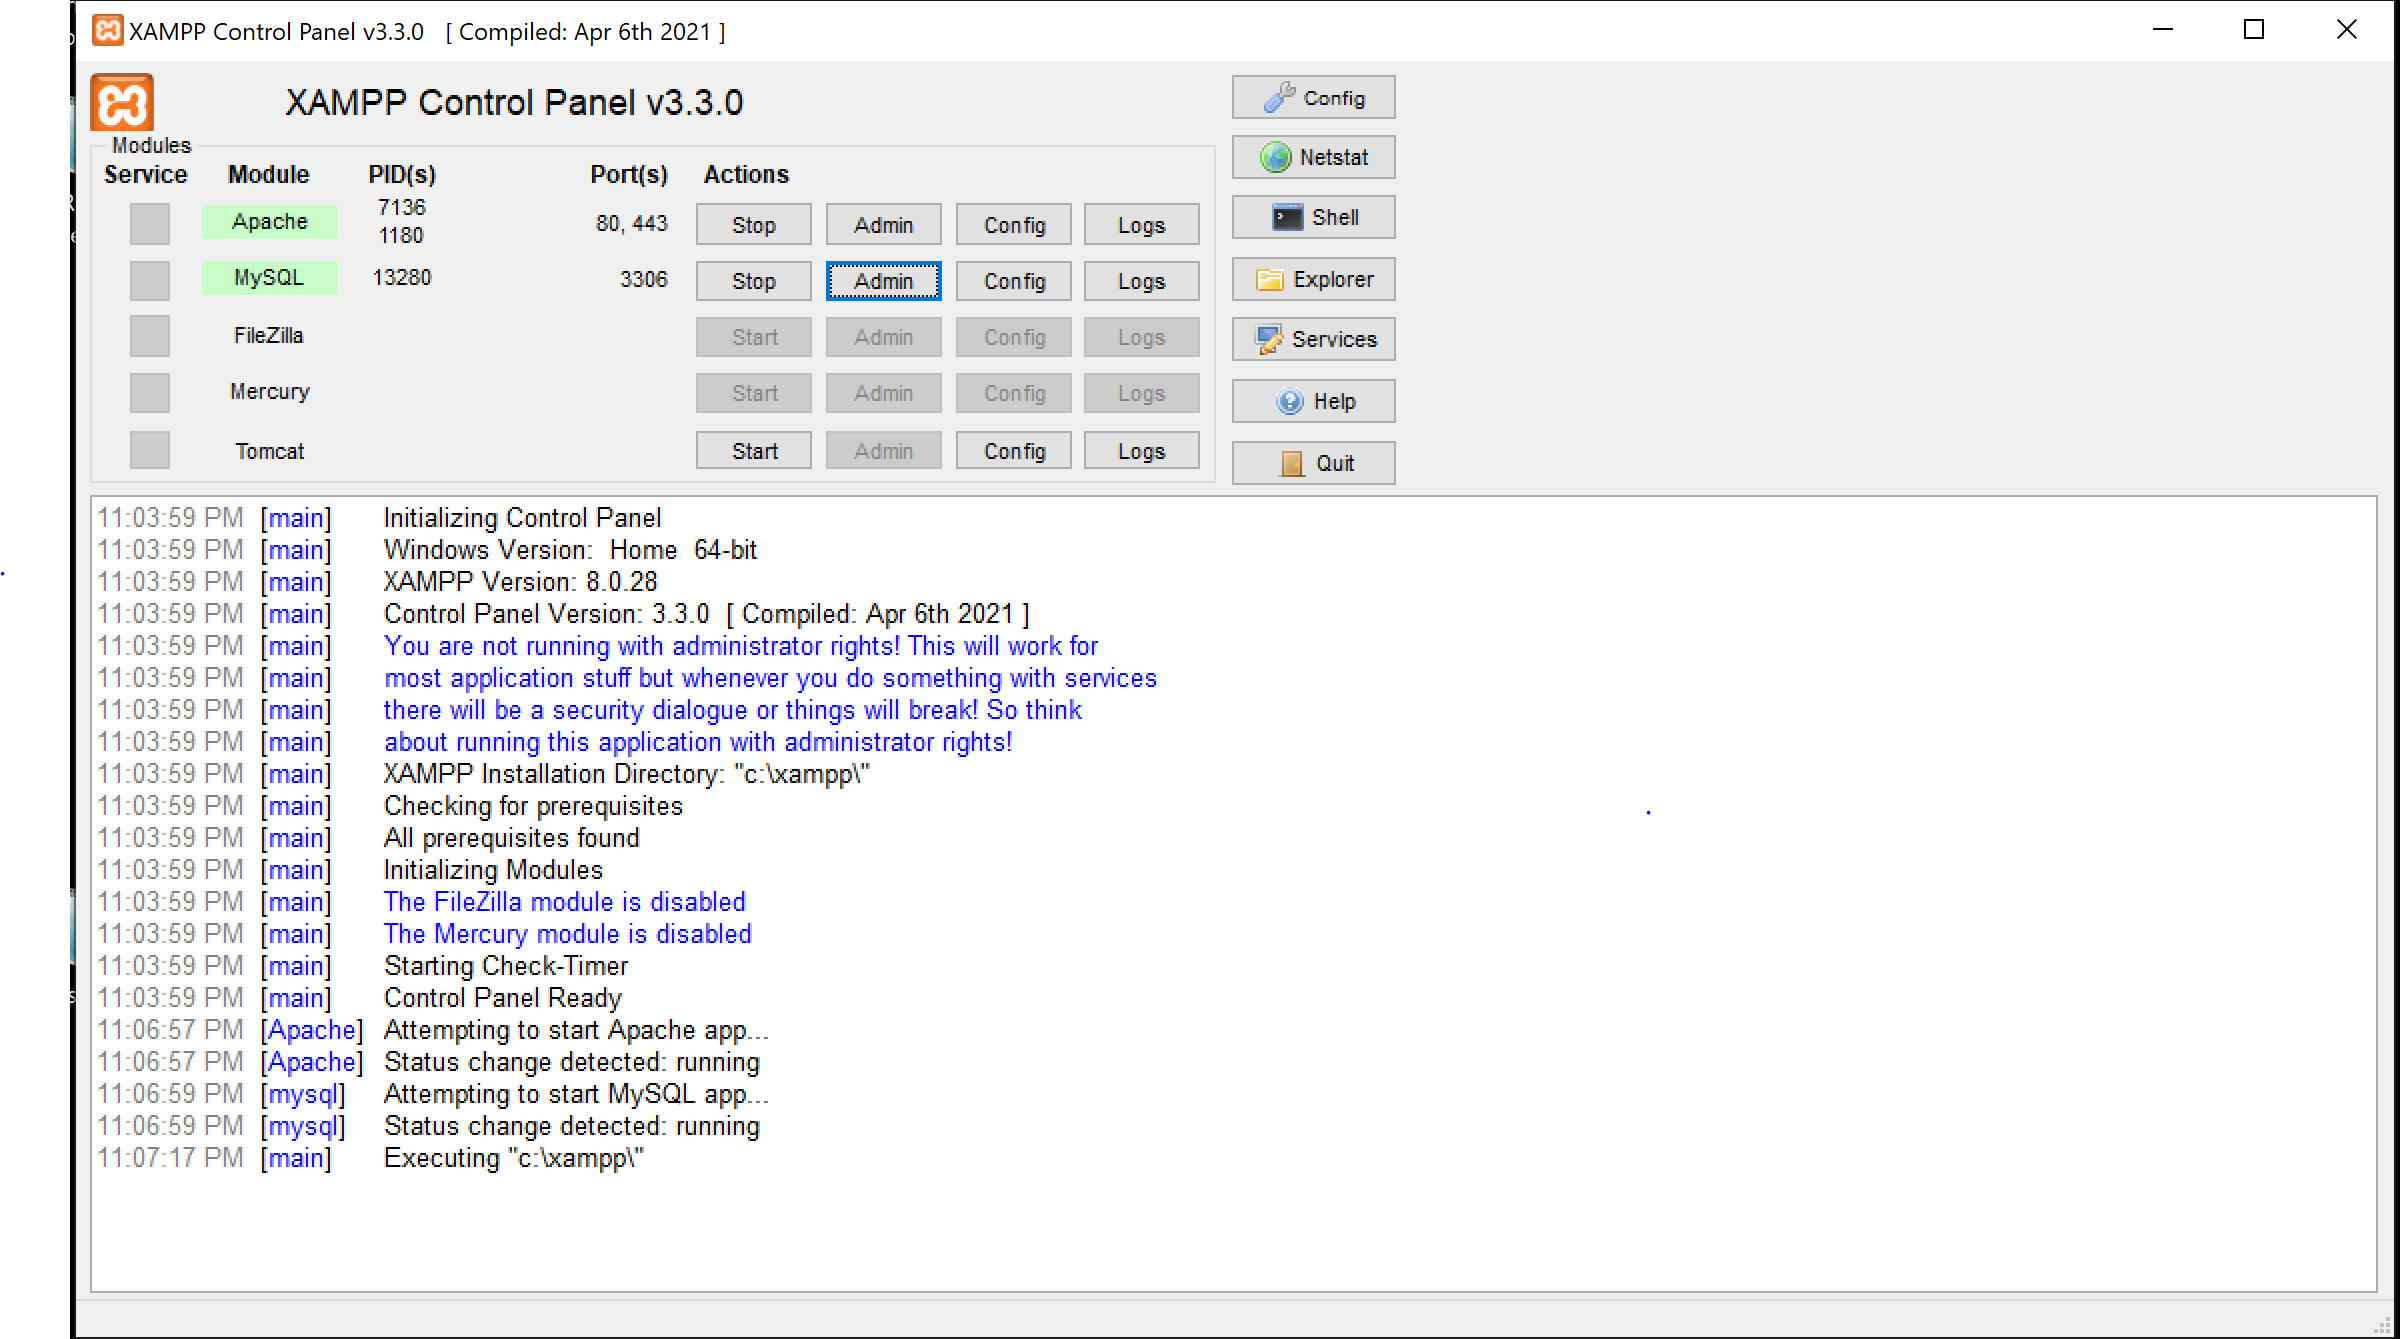 XAMPP Control Panel v3.3.0 [ Compiled: Apr 6th 2021 ]
XAMPP Control Panel v3.3.0
Config
Modules
Service Module PID(s) Port(s) Actions
Netstat
Apache 7136 1180 80, 443 Stop Admin Config Logs
Shell
MySQL 13280 3306 Stop Admin Config Logs
Explorer
FileZilla Start Admin Config Logs
Services
Mercury Start Admin Config Logs
Help
Tomcat Start Admin Config Logs
Quit
11:03:59 PM [main] Initializing Control Panel
11:03:59 PM [main] Windows Version: Home 64-bit
11:03:59 PM [main] XAMPP Version: 8.0.28
11:03:59 PM [main] Control Panel Version: 3.3.0 [ Compiled: Apr 6th 2021 ]
11:03:59 PM [main] You are not running with administrator rights! This will work for
11:03:59 PM [main] most application stuff but whenever you do something with services
11:03:59 PM [main] there will be a security dialogue or things will break! So think
11:03:59 PM [main] about running this application with administrator rights!
11:03:59 PM [main] XAMPP Installation Directory: "c:\xampp\"
11:03:59 PM [main] Checking for prerequisites
11:03:59 PM [main] All prerequisites found
11:03:59 PM [main] Initializing Modules
11:03:59 PM [main] The FileZilla module is disabled
11:03:59 PM [main] The Mercury module is disabled
11:03:59 PM [main] Starting Check-Timer
11:03:59 PM [main] Control Panel Ready
11:06:57 PM [Apache] Attempting to start Apache app...
11:06:57 PM [Apache] Status change detected: running
11:06:59 PM [mysql] Attempting to start MySQL app...
11:06:59 PM [mysql] Status change detected: running
11:07:17 PM [main] Executing "c:\xampp\"